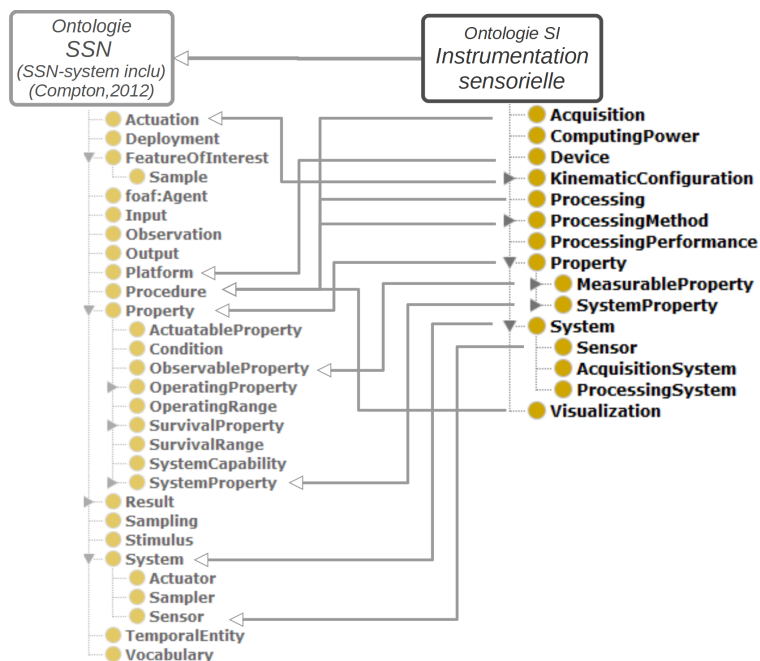 Ontologie
SSN
(SSN-system inclu)
(Compton,2012)
Actuation
Deployment
FeatureOfInterest
Sample
foaf:Agent
Input
Observation
Output
Platform
Procedure
Property
ActuatableProperty
Condition
ObservableProperty
OperatingProperty
OperatingRange
SurvivalProperty
SurvivalRange
SystemCapability
SystemProperty
Result
Sampling
Stimulus
System
Actuator
Sampler
Sensor
TemporalEntity
Vocabulary
Ontologie SI
Instrumentation
sensorielle
Acquisition
ComputingPower
Device
KinematicConfiguration
Processing
ProcessingMethod
ProcessingPerformance
Property
MeasurableProperty
SystemProperty
System
Sensor
AcquisitionSystem
ProcessingSystem
Visualization